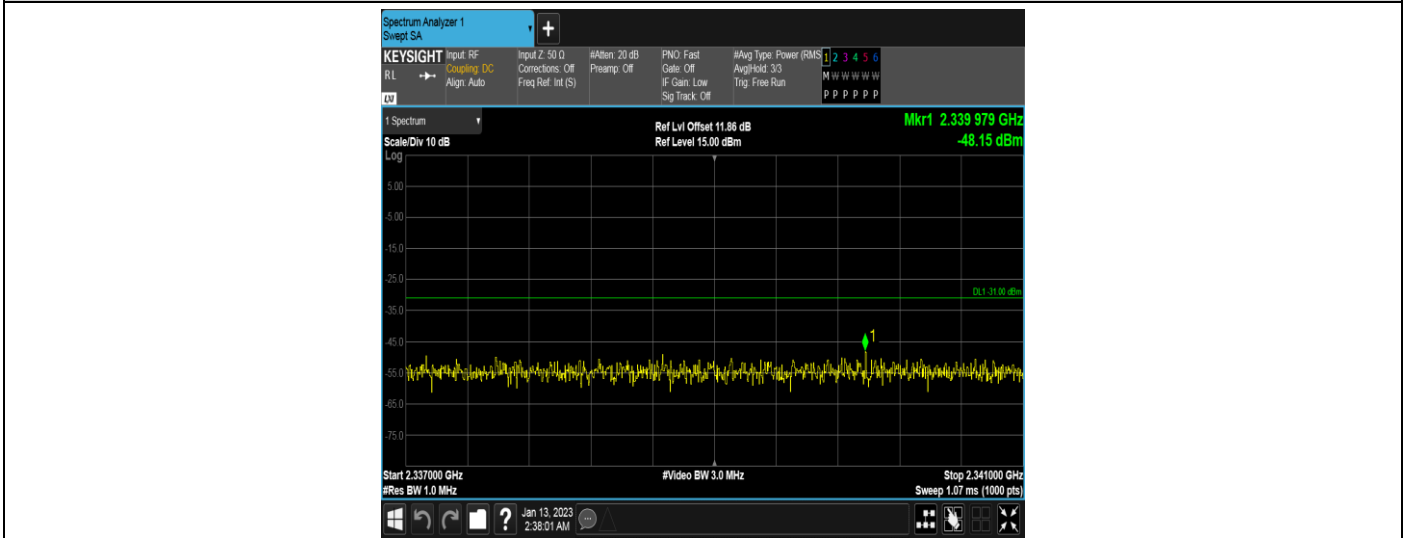 Spectrum Analyzer 1
Swept SA
+
KEYSIGHT
RL
LXI
Input: RF
Coupling: DC
Align: Auto
Input Z: 50 Ω
Corrections: Off
Freq Ref: Int (S)
#Atten: 20 dB
Preamp: Off
PNO: Fast
Gate: Off
IF Gain: Low
Sig Track: Off
#Avg Type: Power (RMS
Avg|Hold: 3/3
Trig: Free Run
1 2 3 4 5 6
M W W W W W
P P P P P P
1 Spectrum
Scale/Div 10 dB
Ref Lvl Offset 11.86 dB
Ref Level 15.00 dBm
Mkr1 2.339 979 GHz
-48.15 dBm
Log
5.00
-5.00
-15.0
-25.0
DL1 -31.00 dBm
-35.0
1
-45.0
-55.0
-65.0
-75.0
Start 2.337000 GHz
#Video BW 3.0 MHz
Stop 2.341000 GHz
#Res BW 1.0 MHz
Sweep 1.07 ms (1000 pts)
?
Jan 13, 2023
2:38:01 AM